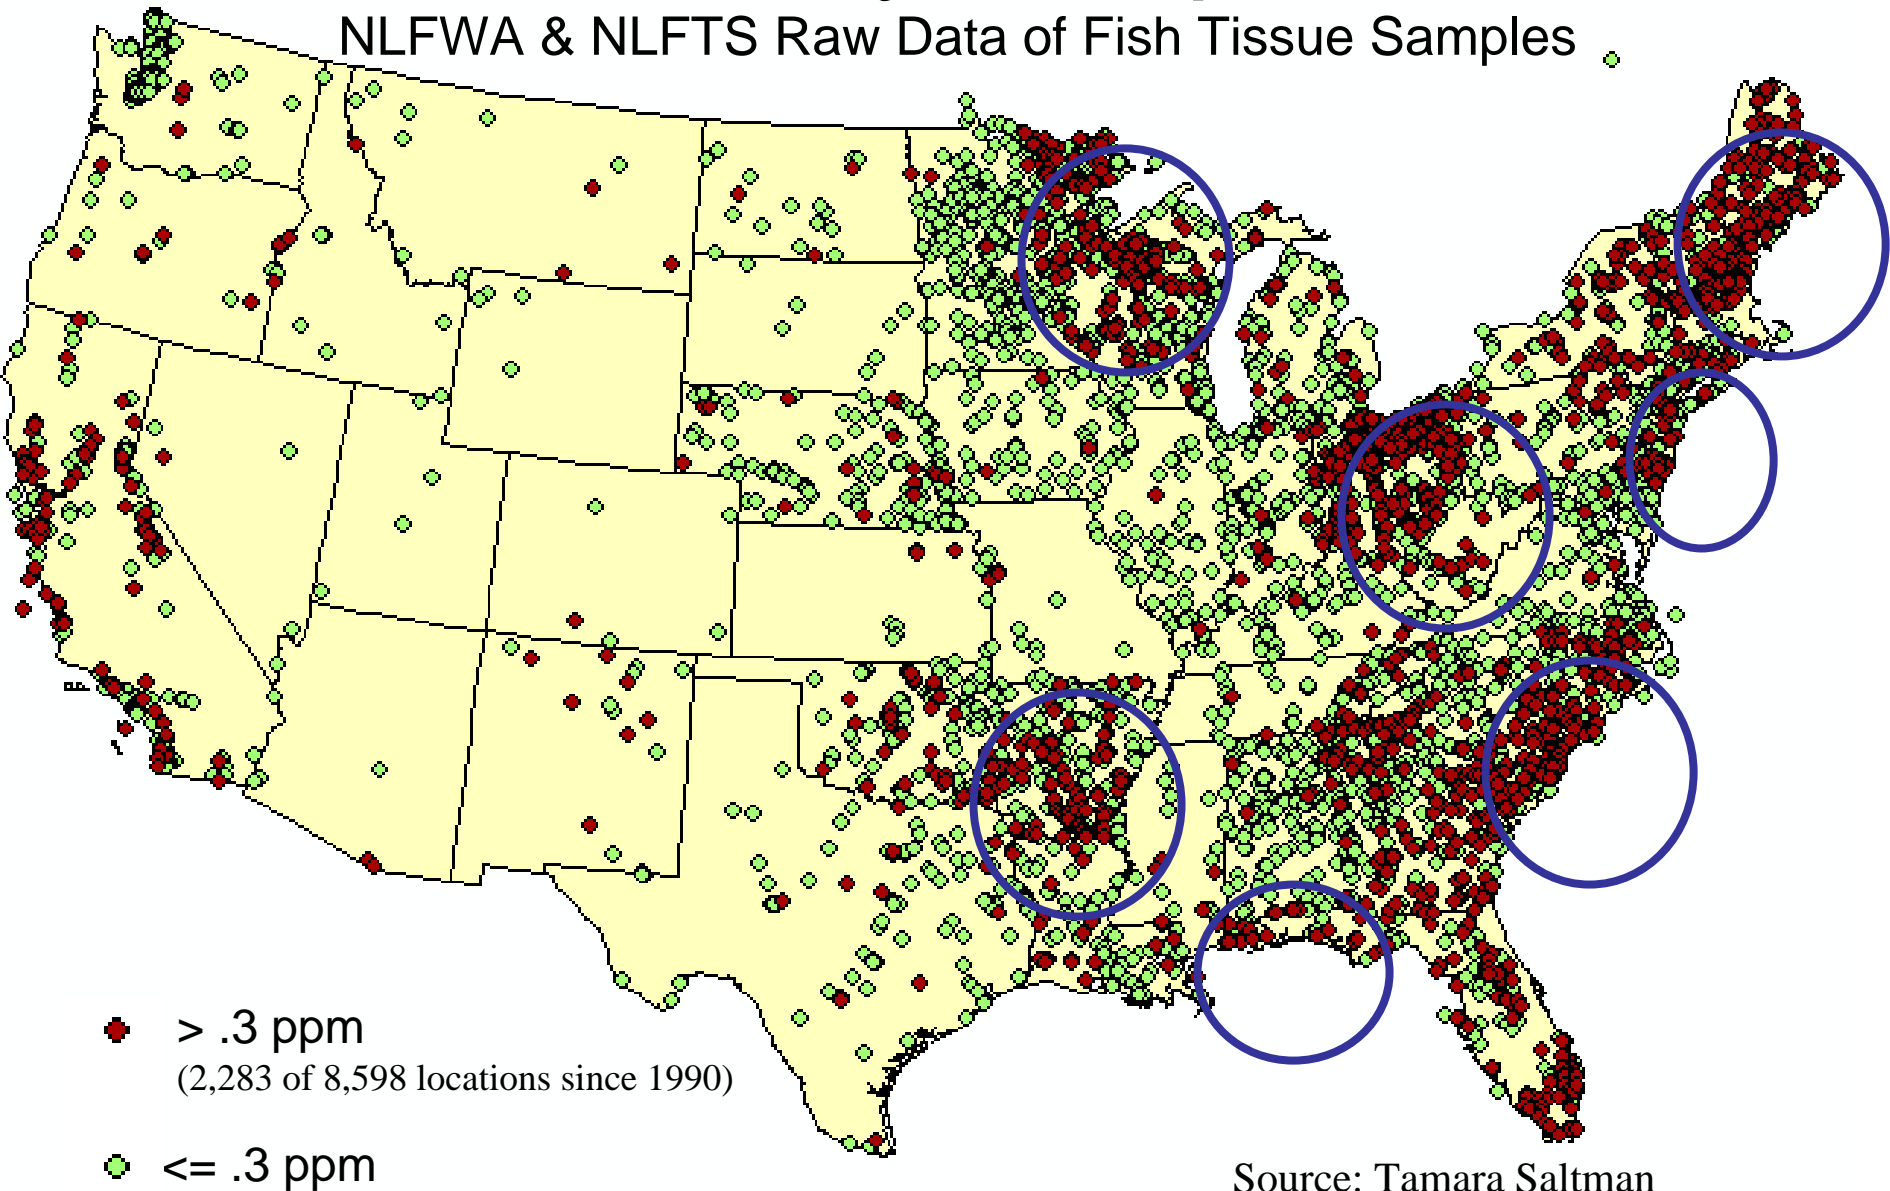 NLFWA & NLFTS Raw Data of Fish Tissue Samples
> .3 ppm
(2,283 of 8,598 locations since 1990)
<= .3 ppm
Source: Tamara Saltman